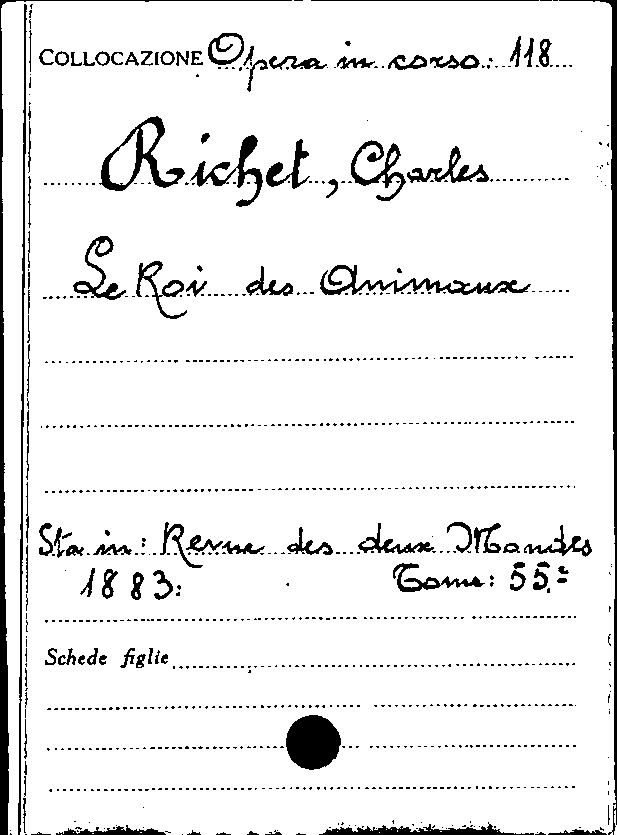 COLLOCAZIONE Opera in corso: 118
Richet, Charles
Le Roi des Animaux
Sta in: Revue des deux Mondes
1883: Tome: 55.=
Schede figlie